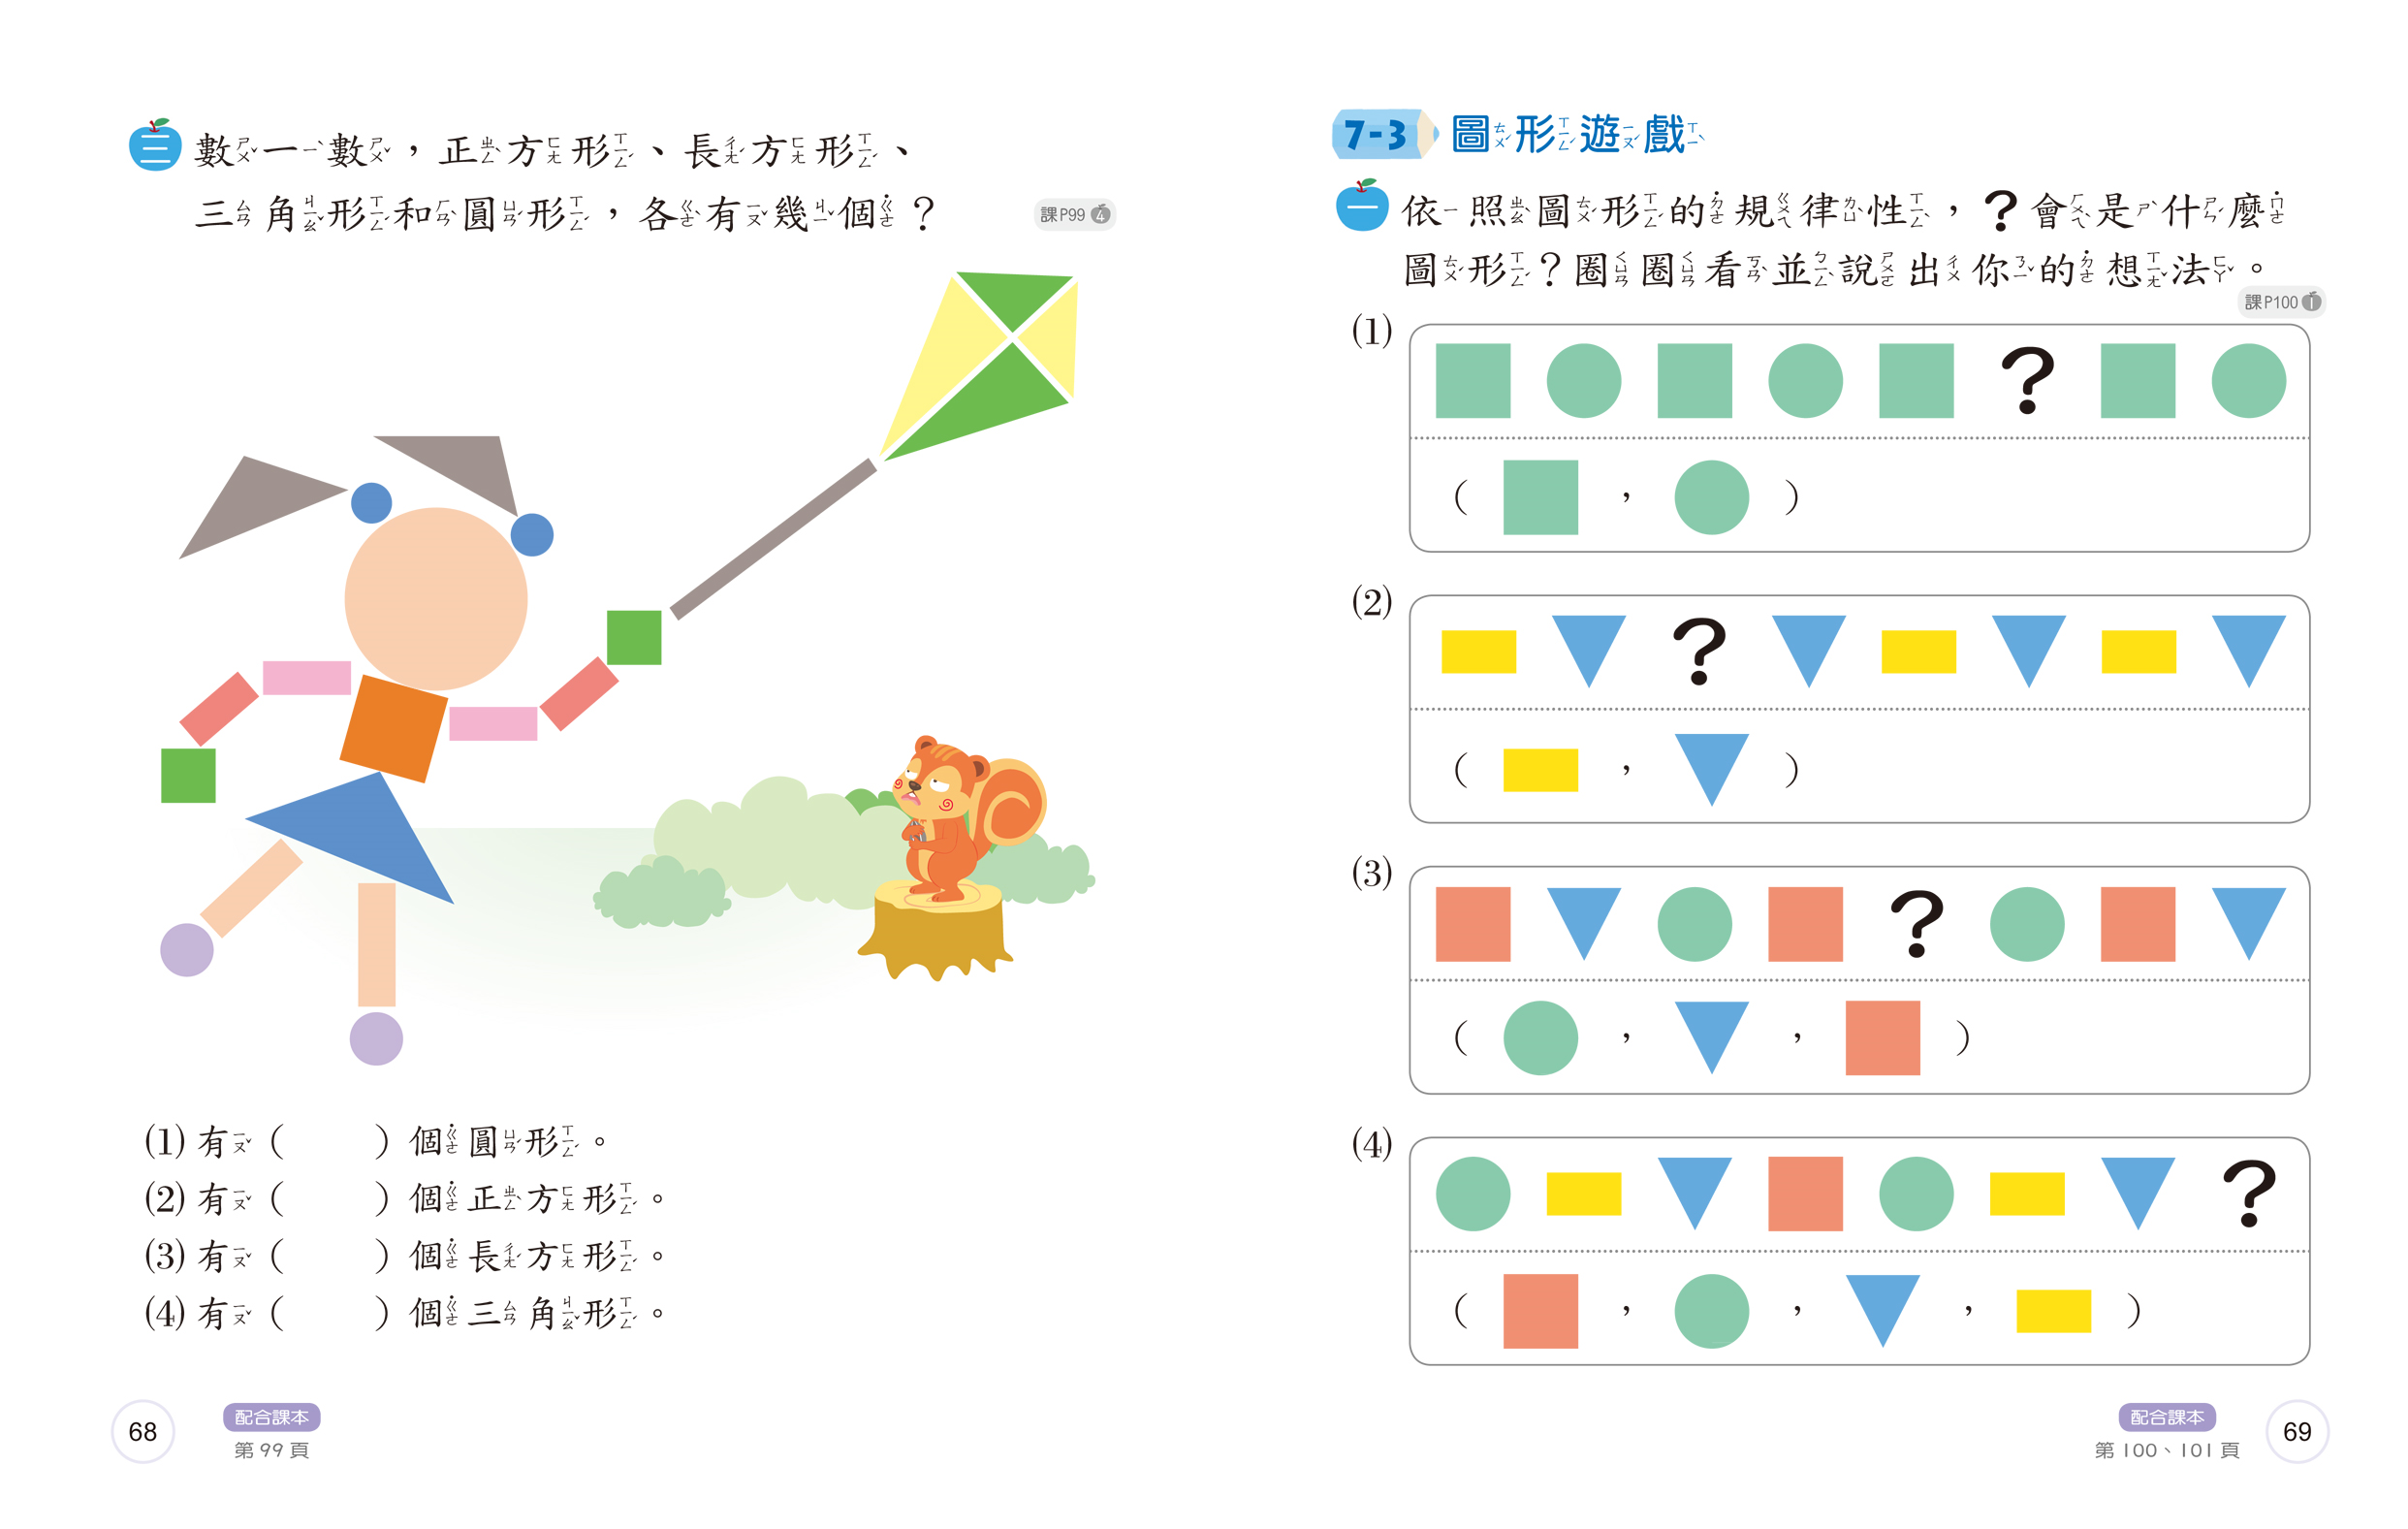 三 數一數，正方形、長方形、
三角形和圓形，各有幾個？
課P99 4
(1) 有（　　）個圓形。
(2) 有（　　）個正方形。
(3) 有（　　）個長方形。
(4) 有（　　）個三角形。
68
配合課本
第 99 頁
7-3 圖形遊戲
一 依照圖形的規律性，？會是什麼
圖形？圈圈看並說出你的想法。
課P100 1
(1)
?
( , )
(2)
?
( , )
(3)
?
( , , )
(4)
?
( , , , )
配合課本
第 100、101 頁
69